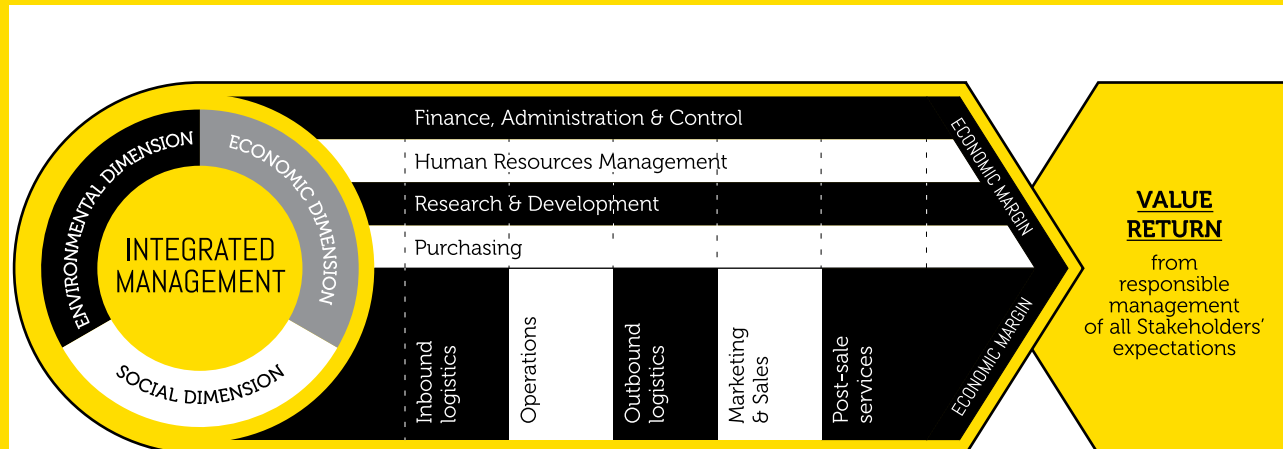 ENVIRONMENTAL DIMENSION
ECONOMIC DIMENSION
SOCIAL DIMENSION
INTEGRATED
MANAGEMENT
Finance, Administration & Control
Human Resources Management
Research & Development
Purchasing
Inbound
logistics
Operations
Outbound
logistics
Marketing
& Sales
Post-sale
services
ECONOMIC MARGIN
ECONOMIC MARGIN
VALUE
RETURN
from
responsible
management
of all Stakeholders’
expectations